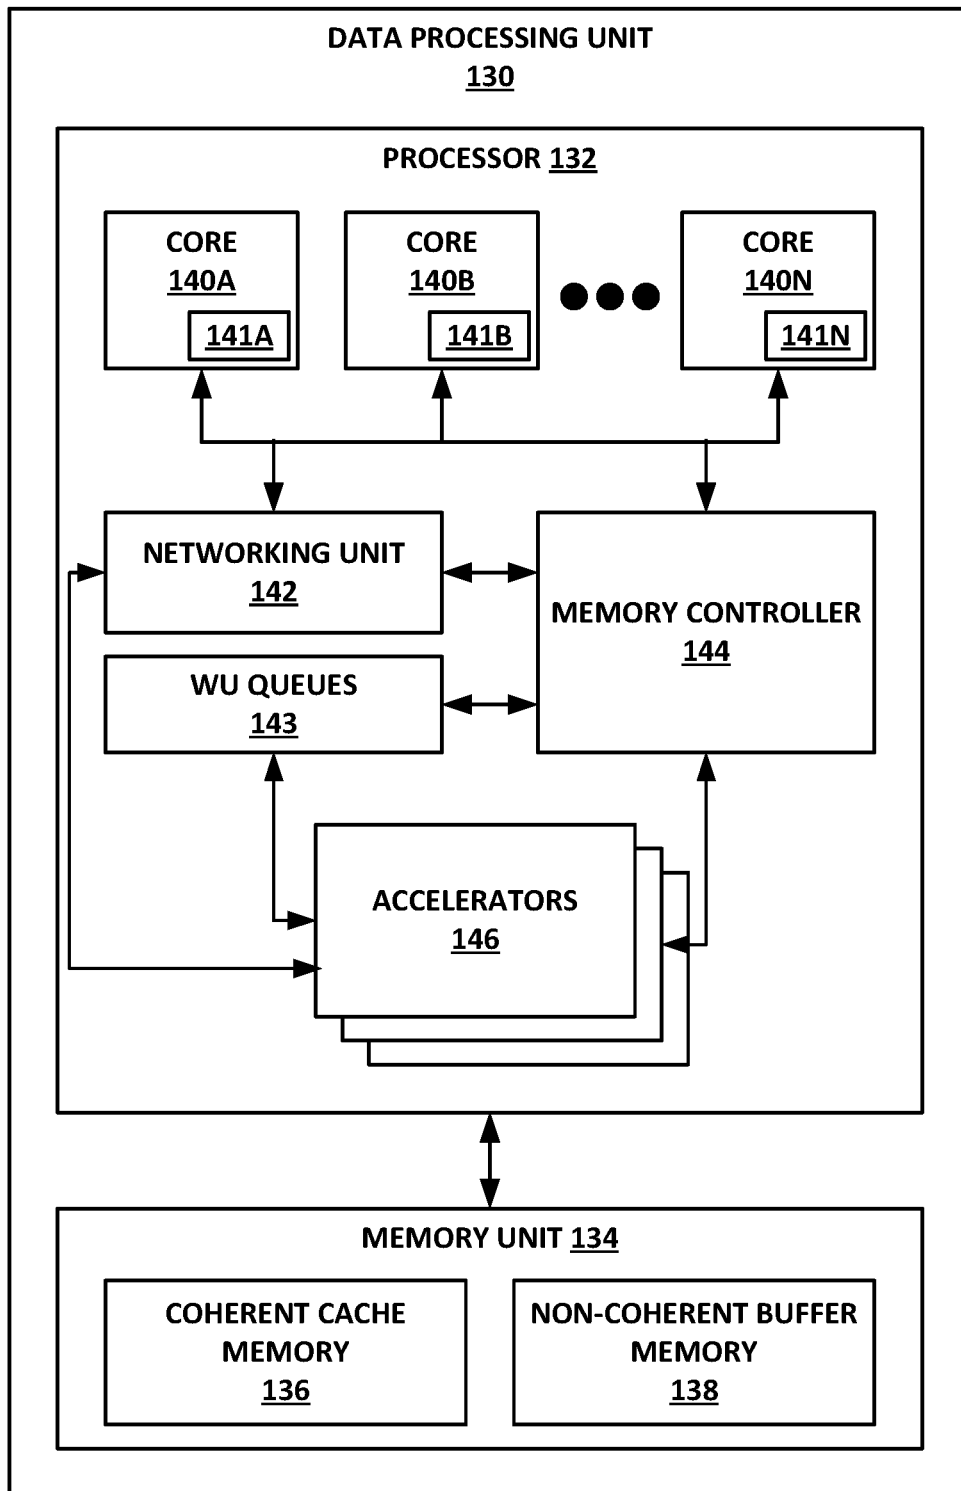 DATA PROCESSING UNIT
130
PROCESSOR 132
CORE
140A
141A
CORE
140B
141B
CORE
140N
141N
NETWORKING UNIT
142
MEMORY CONTROLLER
144
WU QUEUES
143
ACCELERATORS
146
MEMORY UNIT 134
COHERENT CACHE
MEMORY
136
NON-COHERENT BUFFER
MEMORY
138